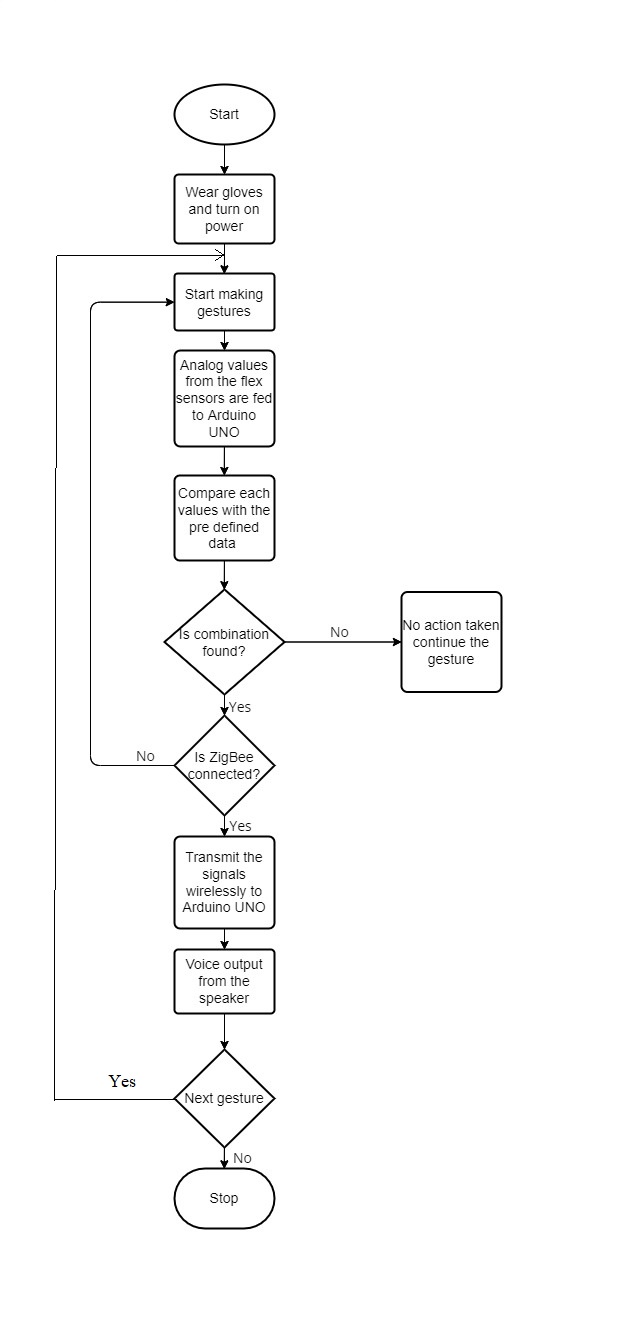 Start
Wear gloves
and turn on
power
Start making
gestures
Analog values
from the flex
sensors are fed
to Arduino
UNO
Compare each
values with the
pre defined
data
Is combination
found?
No
No action taken
continue the
gesture
Yes
Is ZigBee
connected?
No
Yes
Transmit the
signals
wirelessly to
Arduino UNO
Voice output
from the
speaker
Yes
Next gesture
No
Stop